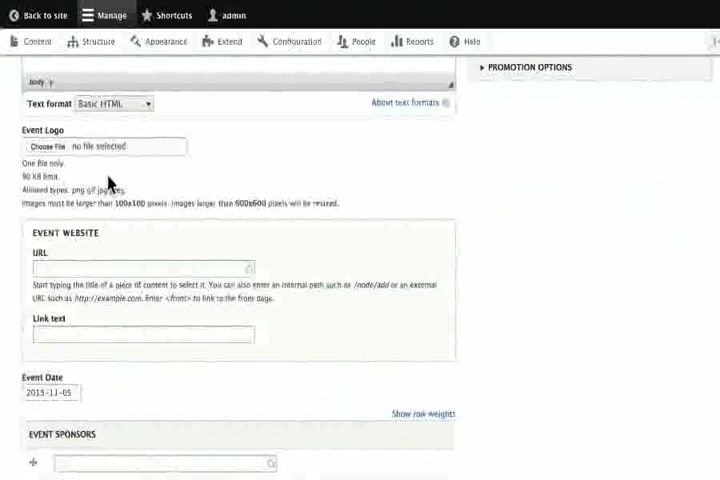 Back to site Manage Shortcuts admin
Content Structure Appearance Extend Configuration People Reports Help
body p
PROMOTION OPTIONS
Text format Basic HTML About text formats
Event Logo
Choose File no file selected
One file only.
80 KB limit.
Allowed types: png gif jpg
Images must be larger than 100x100 pixels. Images larger than 600x600 pixels will be resized.
EVENT WEBSITE
URL
Start typing the title of a piece of content to select it. You can also enter an internal path such as /node/add or an external
URL such as http://example.com. Enter <front> to link to the front page.
Link text
Event Date
2015-11-05
Show row weights
EVENT SPONSORS